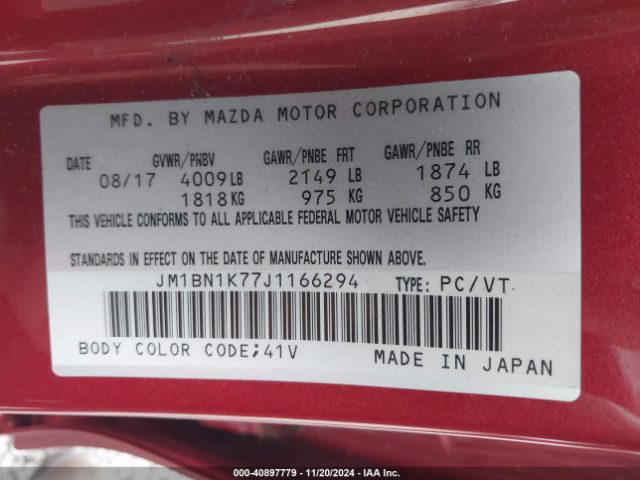 MFD. BY MAZDA MOTOR CORPORATION
DATE GVWR/PNBV GAWR/PNBE FRT GAWR/PNBE RR
08/17 4009LB 2149 LB 1874 LB
1818KG 975 KG 850 KG
THIS VEHICLE CONFORMS TO ALL APPLICABLE FEDERAL MOTOR VEHICLE SAFETY
STANDARDS IN EFFECT ON THE DATE OF MANUFACTURE SHOWN ABOVE.
JM1BN1K77J1166294 TYPE: PC/VT
BODY COLOR CODE;41V MADE IN JAPAN
000-40897779 - 11/20/2024 - IAA Inc.